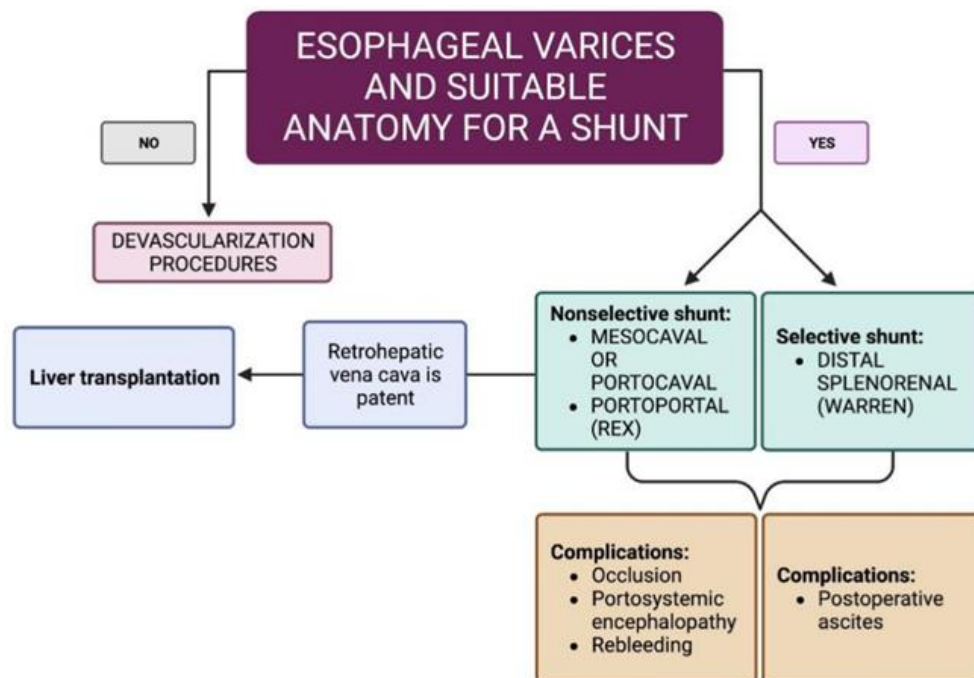 ESOPHAGEAL VARICES
AND SUITABLE
ANATOMY FOR A SHUNT
NO
YES
DEVASCULARIZATION
PROCEDURES
Liver transplantation
Retrohepatic
vena cava is
patent
Nonselective shunt:
• MESOCAVAL
OR
PORTOCAVAL
• PORTOPORTAL
(REX)
Selective shunt:
• DISTAL
SPLENORENAL
(WARREN)
Complications:
• Occlusion
• Portosystemic
encephalopathy
• Rebleeding
Complications:
• Postoperative
ascites